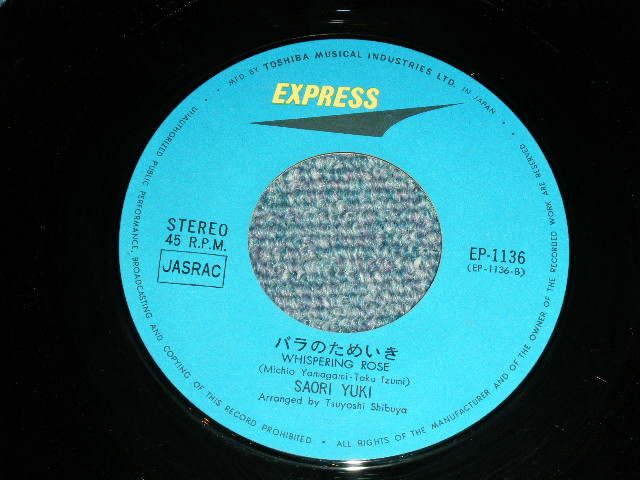 MFD. BY TOSHIBA MUSICAL INDUSTRIES LTD. IN JAPAN
EXPRESS
STEREO
45 R.P.M.
JASRAC
EP-1136
(EP-1136-B)
バラのためいき
WHISPERING ROSE
(Michio Yamagami-Taku Izumi)
SAORI YUKI
Arranged by Tsuyoshi Shibuya
UNAUTHORIZED PUBLIC PERFORMANCE, BROADCASTING AND COPYING OF THIS RECORD PROHIBITED • ALL RIGHTS OF THE MANUFACTURER AND OF THE OWNER OF THE RECORDED WORK ARE RESERVED